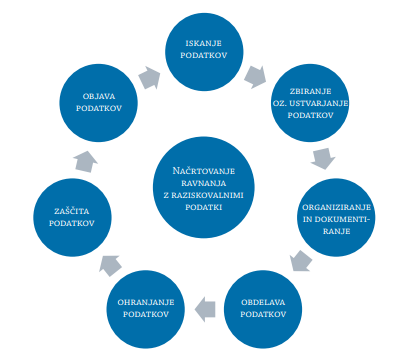 ISKANJE
PODATKOV
ZBIRANJE
OZ. USTVARJANJE
PODATKOV
ORGANIZIRANJE
IN DOKUMENTI-
RANJE
OBDELAVA
PODATKOV
OHRANJANJE
PODATKOV
ZAŠČITA
PODATKOV
OBJAVA
PODATKOV
NAČRTOVANJE
RAVNANJA
Z RAZISKOVALNIMI
PODATKI